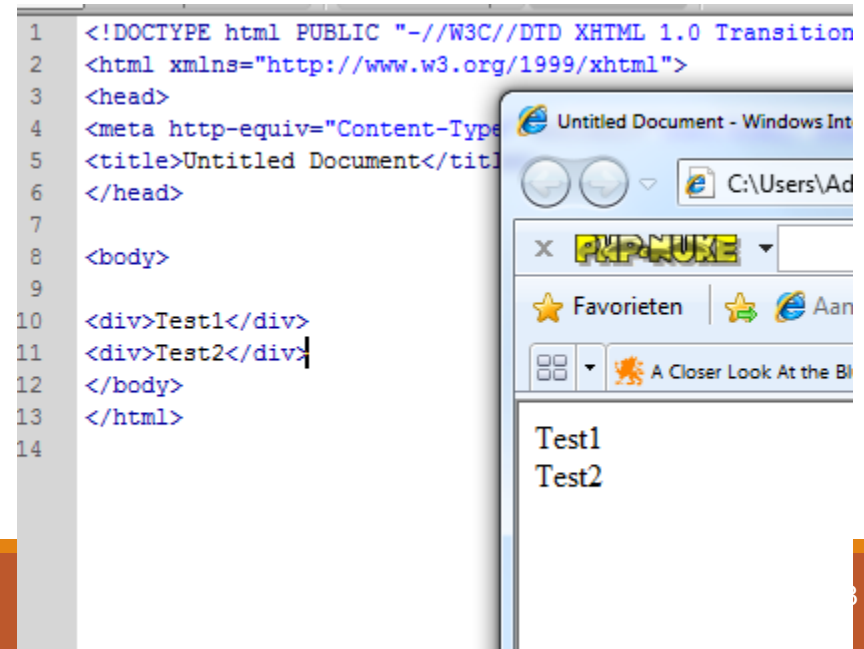 1 <!DOCTYPE html PUBLIC "-//W3C//DTD XHTML 1.0 Transition
2 <html xmlns="http://www.w3.org/1999/xhtml">
3 <head>
4 <meta http-equiv="Content-Type
5 <title>Untitled Document</titl
6 </head>
7
8 <body>
9
10 <div>Test1</div>
11 <div>Test2</div>
12 </body>
13 </html>
14
Untitled Document - Windows Int
C:\Users\Ad
x PHP-NUKE
Favorieten Aan
A Closer Look At the Bl
Test1
Test2